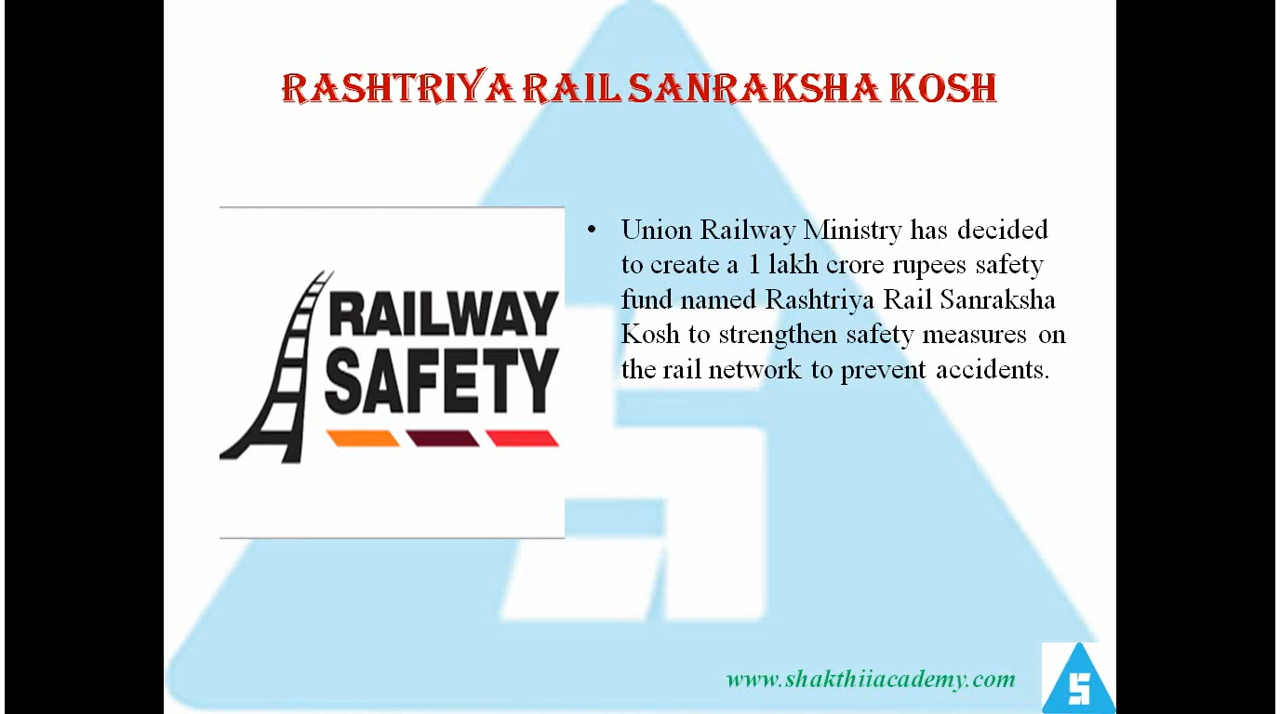 RASHTRIYA RAIL SANRAKSHA KOSH
RAILWAY
SAFETY
• Union Railway Ministry has decided
to create a 1 lakh crore rupees safety
fund named Rashtriya Rail Sanraksha
Kosh to strengthen safety measures on
the rail network to prevent accidents.
www.shakthiiacademy.com
S